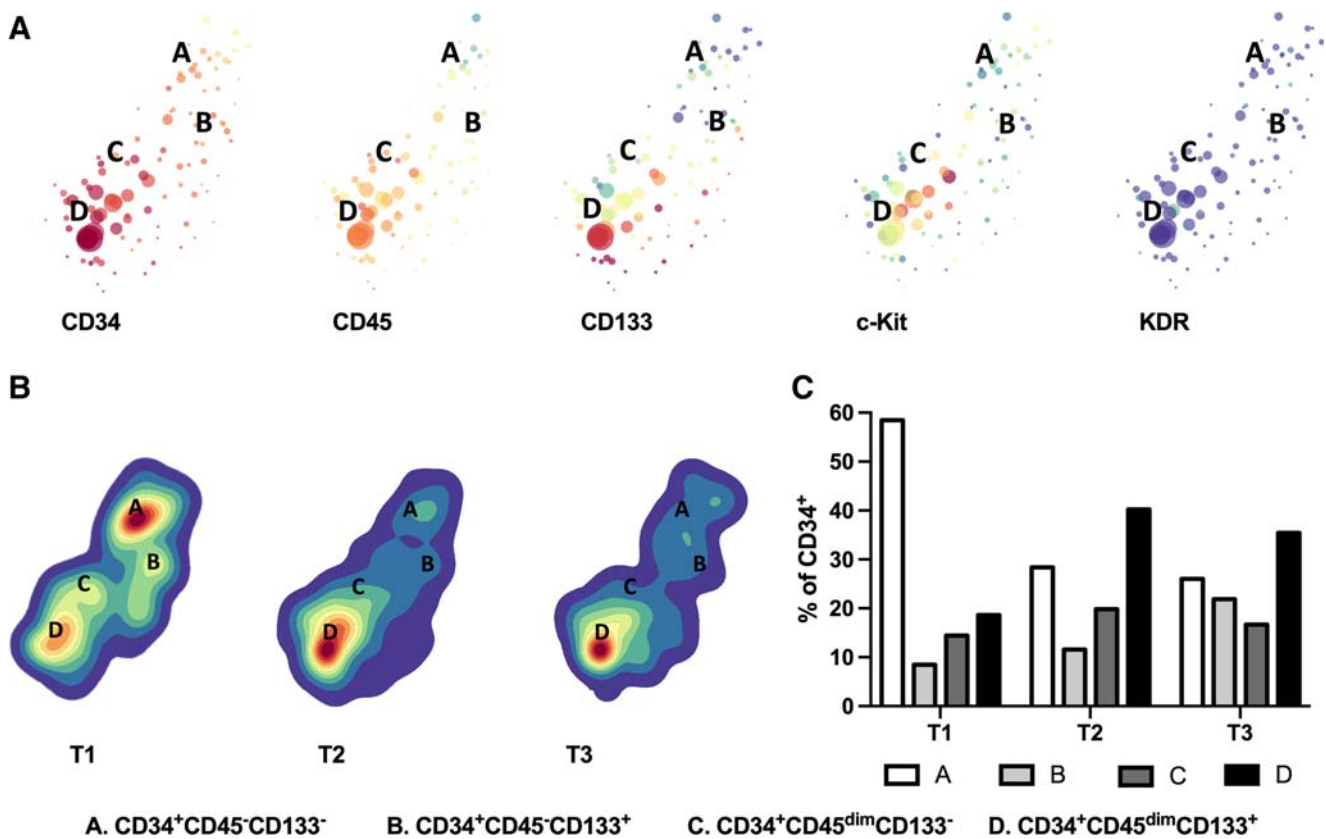 A
A A A A A
B B B B B
C C C C C
D D D D D
CD34 CD45 CD133 c-Kit KDR
B
A A A
B B B
C C C
D D D
T1 T2 T3
C
% of CD34⁺
60
50
40
30
20
10
0
T1 T2 T3
A B C D
A. CD34⁺CD45⁻CD133⁻ B. CD34⁺CD45⁻CD133⁺ C. CD34⁺CD45ᵈⁱᵐCD133⁻ D. CD34⁺CD45ᵈⁱᵐCD133⁺